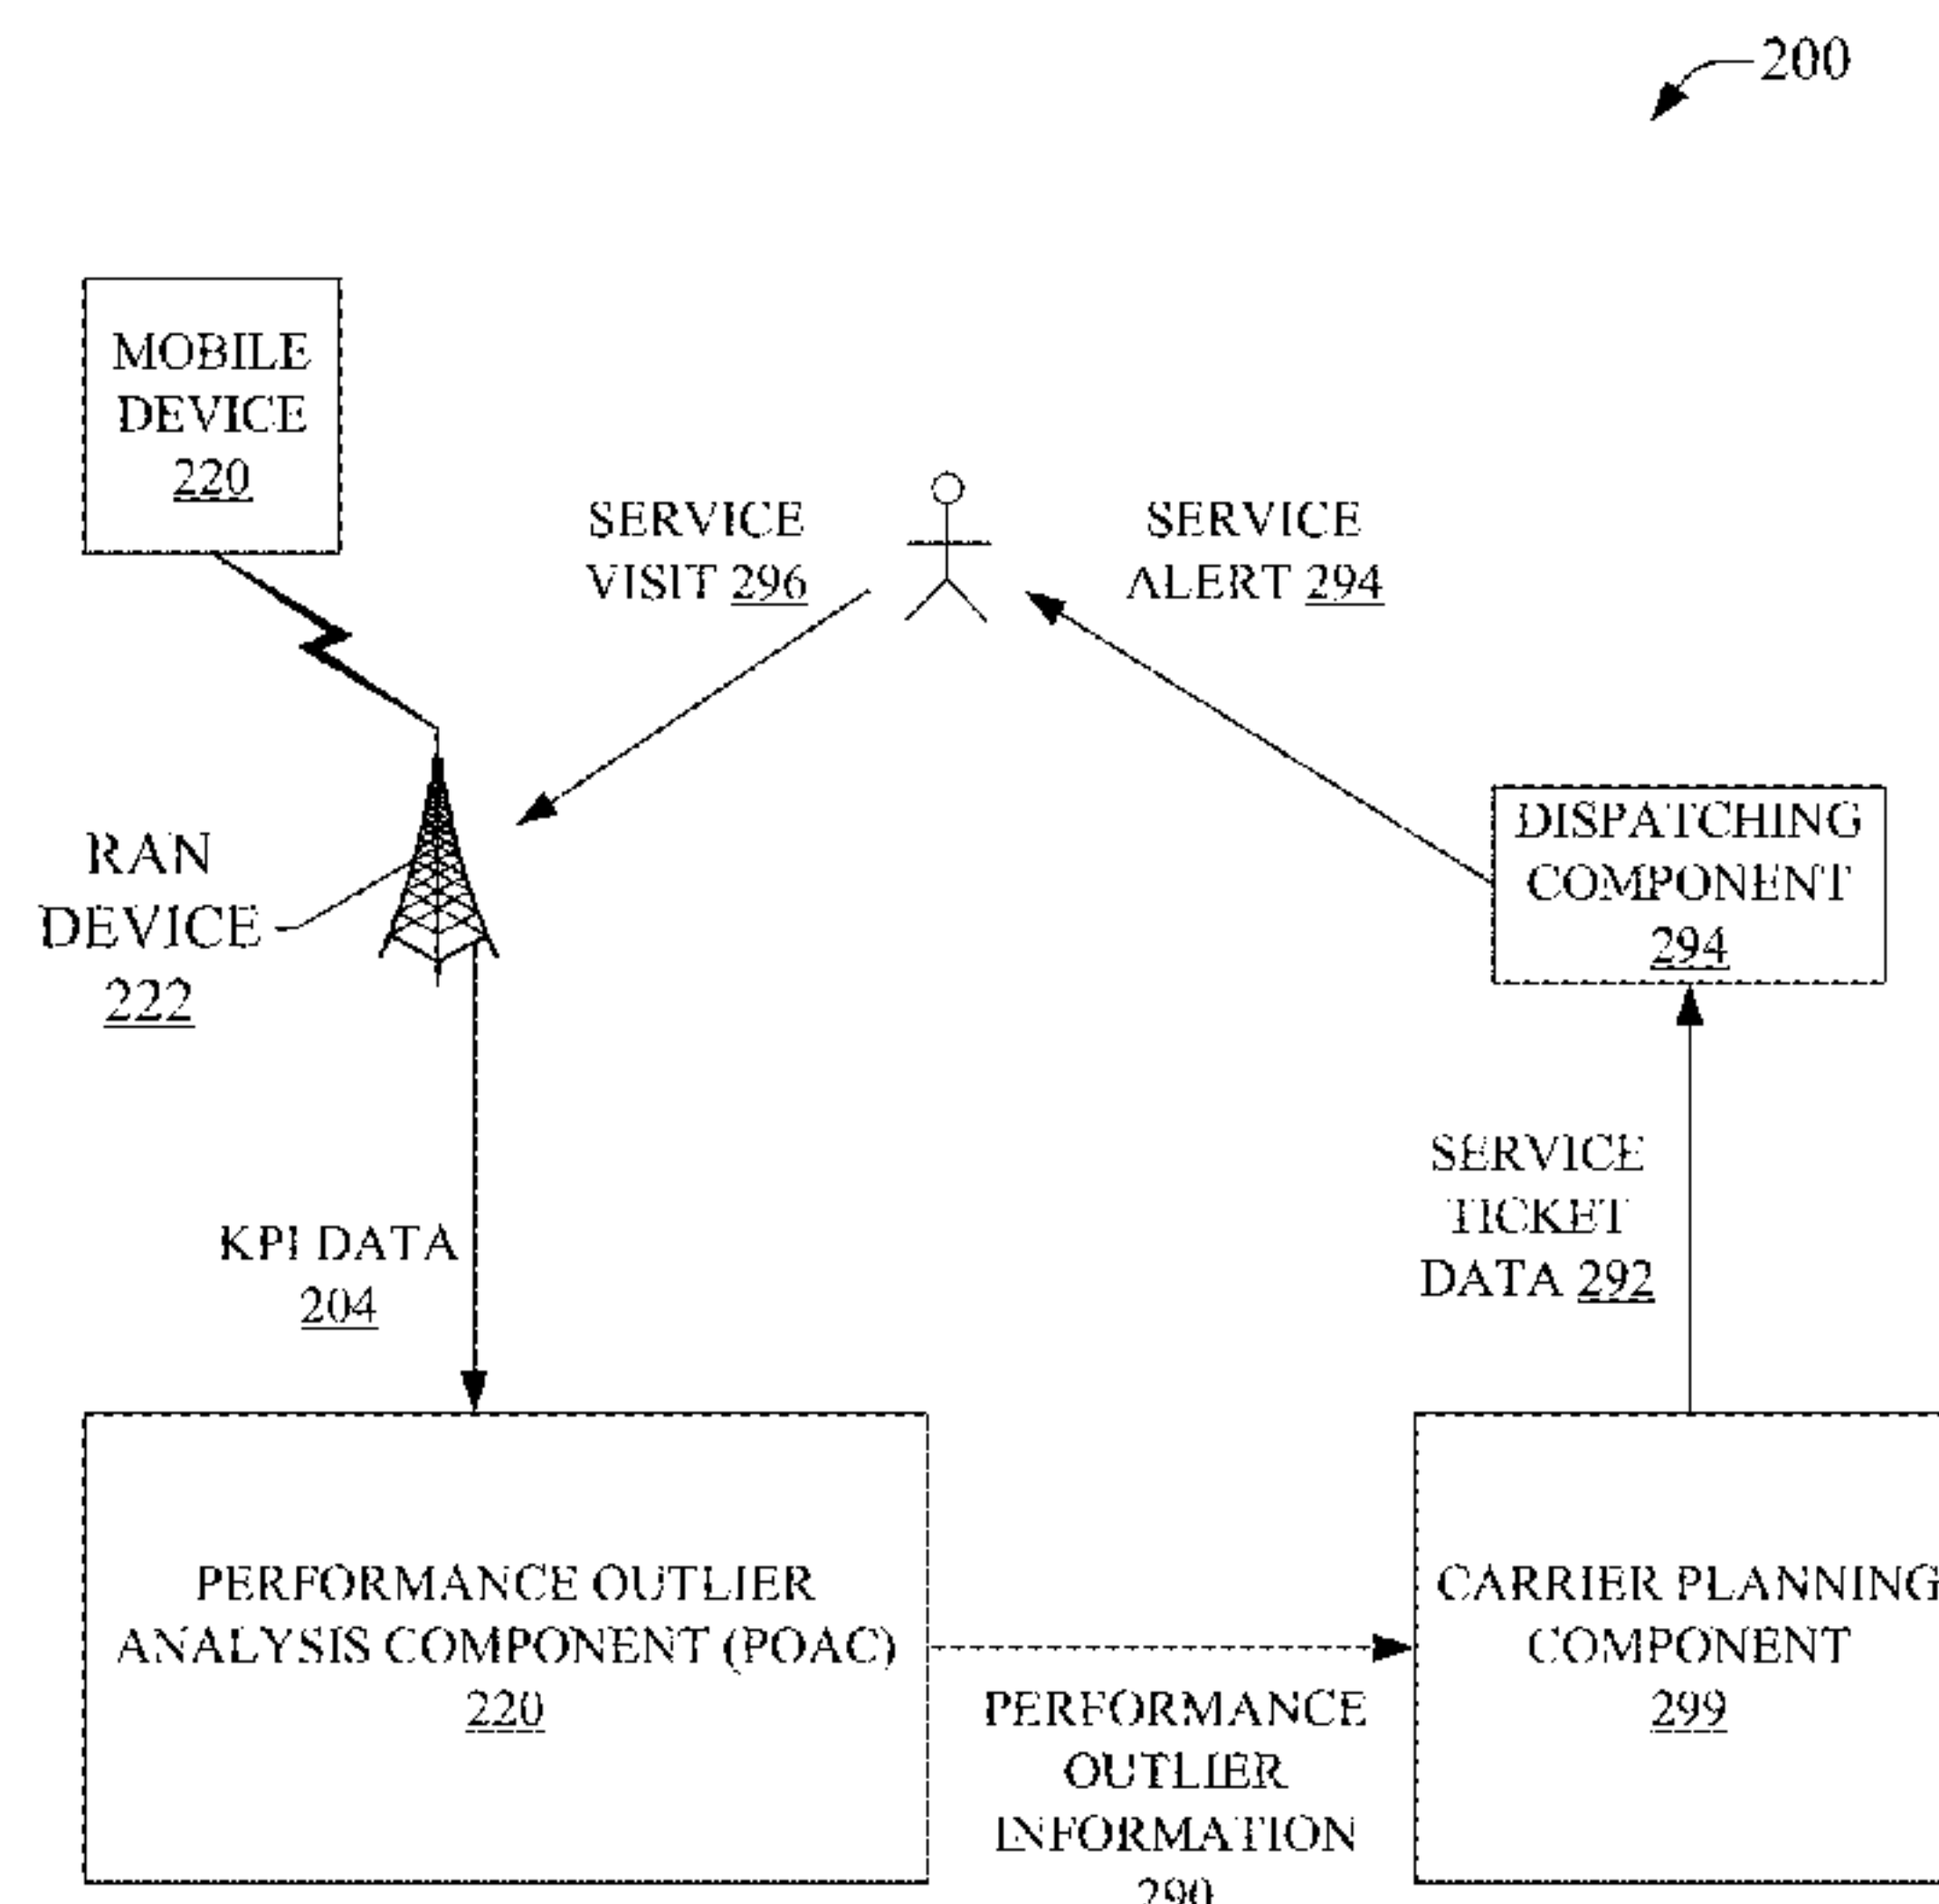 200
MOBILE
DEVICE
220
SERVICE
VISIT 296
SERVICE
ALERT 294
RAN
DEVICE
222
DISPATCHING
COMPONENT
294
KPI DATA
204
SERVICE
TICKET
DATA 292
PERFORMANCE OUTLIER
ANALYSIS COMPONENT (POAC)
220
PERFORMANCE
OUTLIER
INFORMATION
290
CARRIER PLANNING
COMPONENT
299